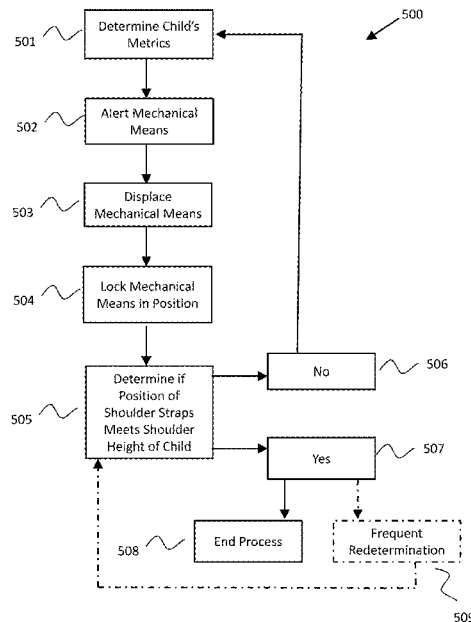 500
501
Determine Child's
Metrics
502
Alert Mechanical
Means
503
Displace
Mechanical Means
504
Lock Mechanical
Means in Position
505
Determine if
Position of
Shoulder Straps
Meets Shoulder
Height of Child
No
506
Yes
507
508
End Process
Frequent
Redetermination
509